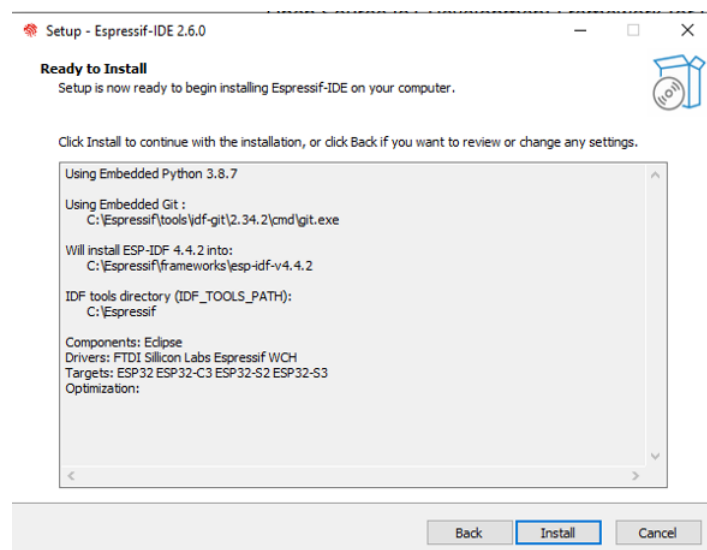 Setup - Espressif-IDE 2.6.0
Ready to Install
Setup is now ready to begin installing Espressif-IDE on your computer.
Click Install to continue with the installation, or click Back if you want to review or change any settings.
Using Embedded Python 3.8.7
Using Embedded Git :
C:\Espressif\tools\idf-git\2.34.2\cmd\git.exe
Will install ESP-IDF 4.4.2 into:
C:\Espressif\frameworks\esp-idf-v4.4.2
IDF tools directory (IDF_TOOLS_PATH):
C:\Espressif
Components: Eclipse
Drivers: FTDI Sillicon Labs Espressif WCH
Targets: ESP32 ESP32-C3 ESP32-S2 ESP32-S3
Optimization:
Back Install Cancel